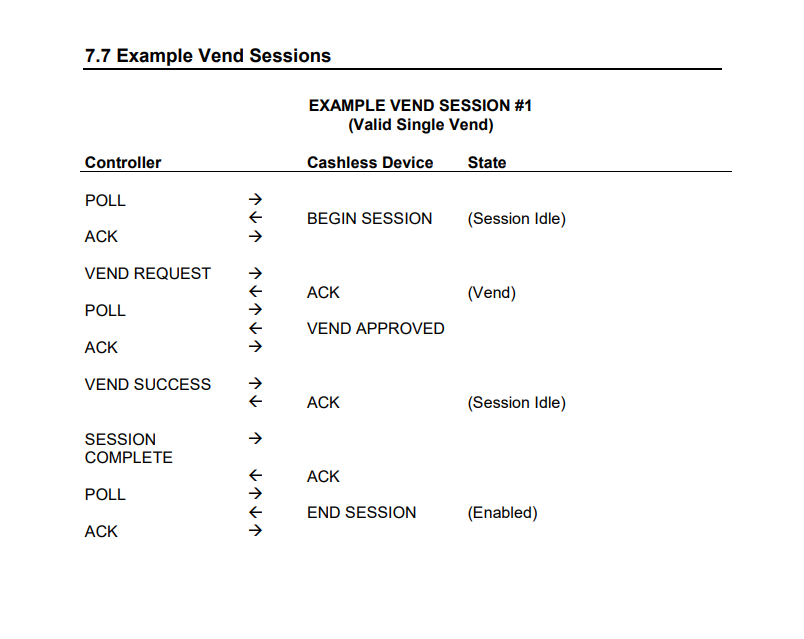 7.7 Example Vend Sessions
EXAMPLE VEND SESSION #1
(Valid Single Vend)
Controller Cashless Device State
POLL →
← BEGIN SESSION (Session Idle)
ACK →
VEND REQUEST →
← ACK (Vend)
POLL →
← VEND APPROVED
ACK →
VEND SUCCESS →
← ACK (Session Idle)
SESSION →
COMPLETE
← ACK
POLL →
← END SESSION (Enabled)
ACK →